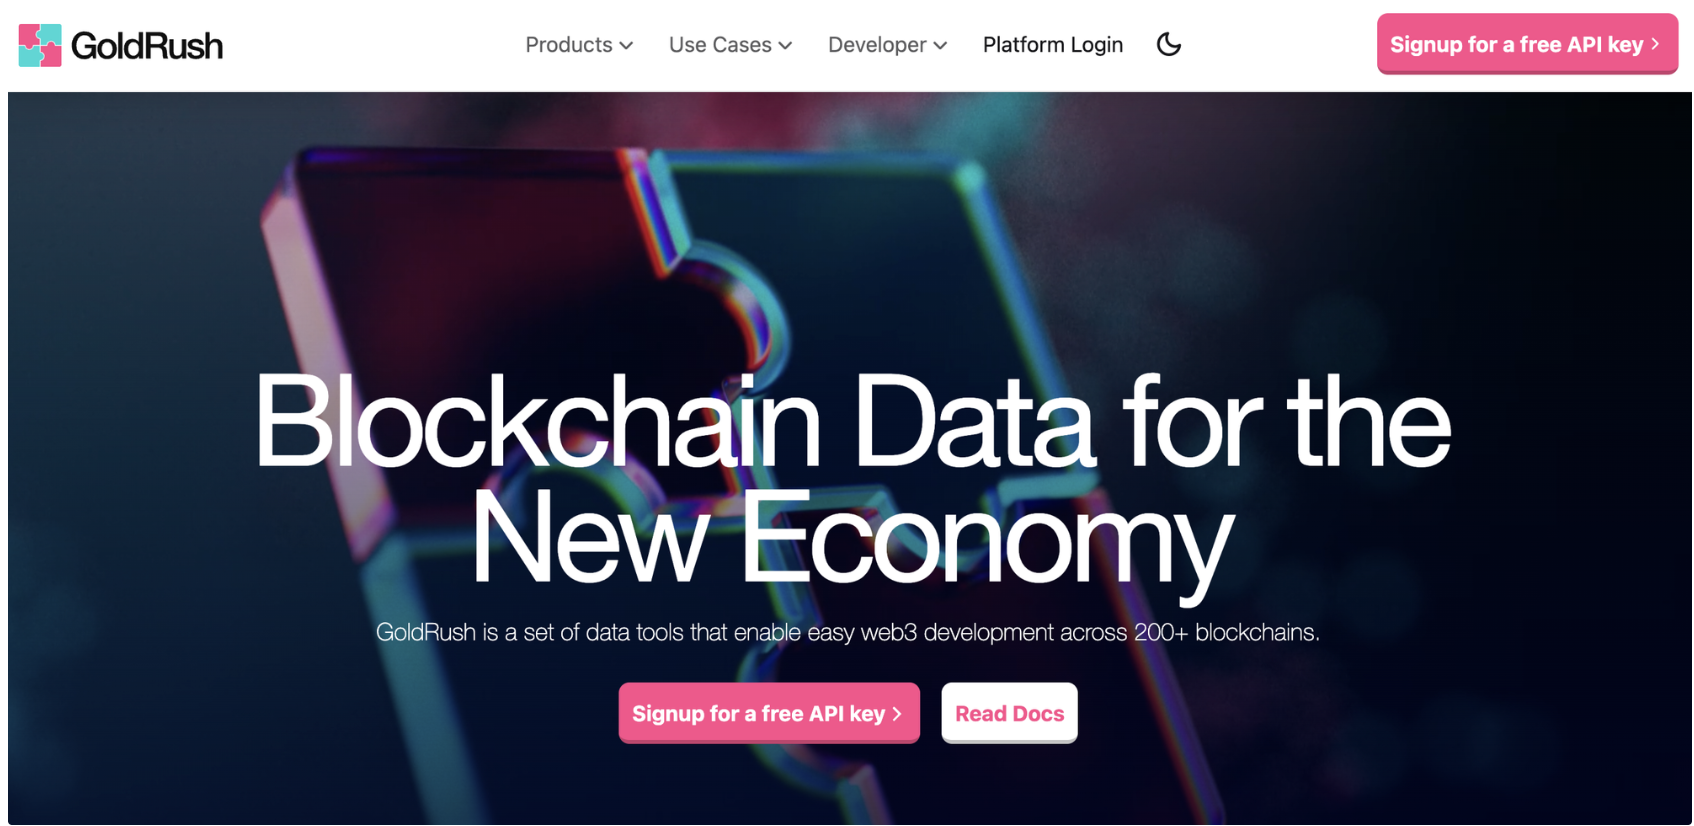 GoldRush
Products
Use Cases
Developer
Platform Login
Signup for a free API key
Blockchain Data for the
New Economy
GoldRush is a set of data tools that enable easy web3 development across 200+ blockchains.
Signup for a free API key
Read Docs